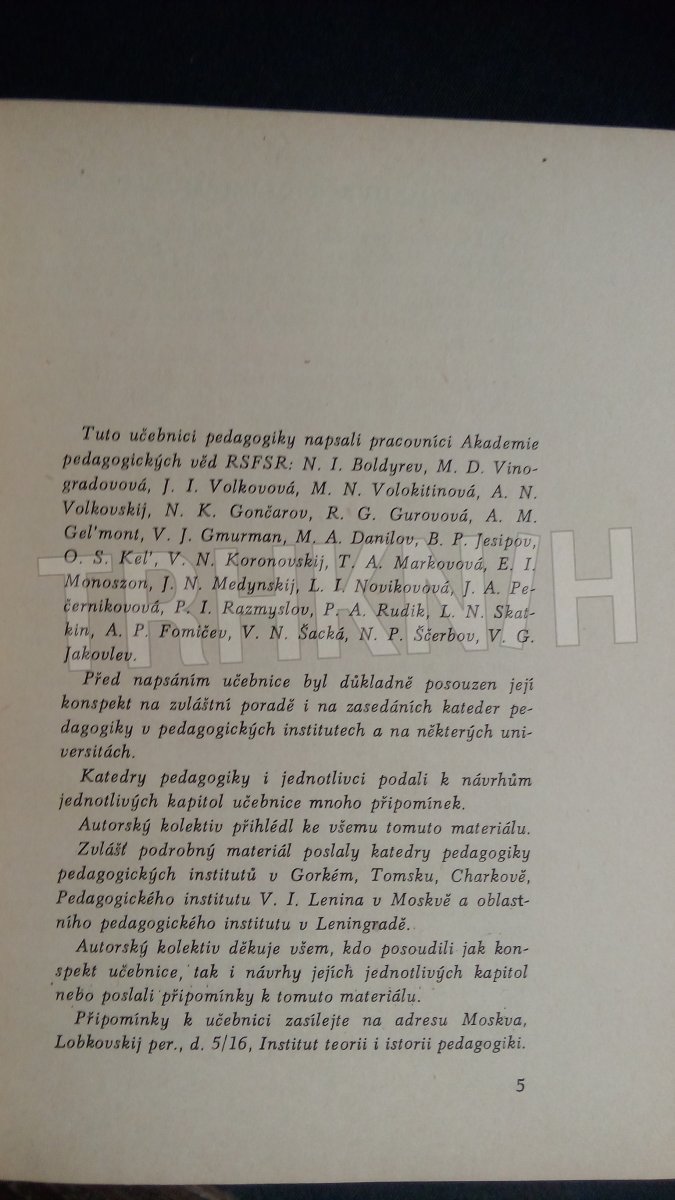 Tuto učebnici pedagogiky napsali pracovníci Akademie
pedagogických věd RSFSR: N. I. Boldyrev, M. D. Vino-
gradovová, J. I. Volkovová, M. N. Volokitinová, A. N.
Volkovskij, N. K. Gončarov, R. G. Gurovová, A. M.
Gel'mont, V. J. Gmurman, M. A. Danilov, B. P. Jesipov,
O. S. Kel', V. N. Koronovskij, T. A. Markovová, E. I.
Monoszon, J. N. Medynskij, L. I. Novikovová, J. A. Pe-
černikovová, P. I. Razmyslov, P. A. Rudik, L. N. Skat-
kin, A. P. Fomičev, V. N. Šacká, N. P. Ščerbov, V. G.
Jakovlev.
Před napsáním učebnice byl důkladně posouzen její
konspekt na zvláštní poradě i na zasedáních kateder pe-
dagogiky v pedagogických institutech a na některých uni-
versitách.
Katedry pedagogiky i jednotlivci podali k návrhům
jednotlivých kapitol učebnice mnoho připomínek.
Autorský kolektiv přihlédl ke všemu tomuto materiálu.
Zvlášť podrobný materiál poslaly katedry pedagogiky
pedagogických institutů v Gorkém, Tomsku, Charkově,
Pedagogického institutu V. I. Lenina v Moskvě a oblast-
ního pedagogického institutu v Leningradě.
Autorský kolektiv děkuje všem, kdo posoudili jak kon-
spekt učebnice, tak i návrhy jejích jednotlivých kapitol
nebo poslali připomínky k tomuto materiálu.
Připomínky k učebnici zasílejte na adresu Moskva,
Lobkovskij per., d. 5/16, Institut teorii i istorii pedagogiki.
5
TRHKNIH